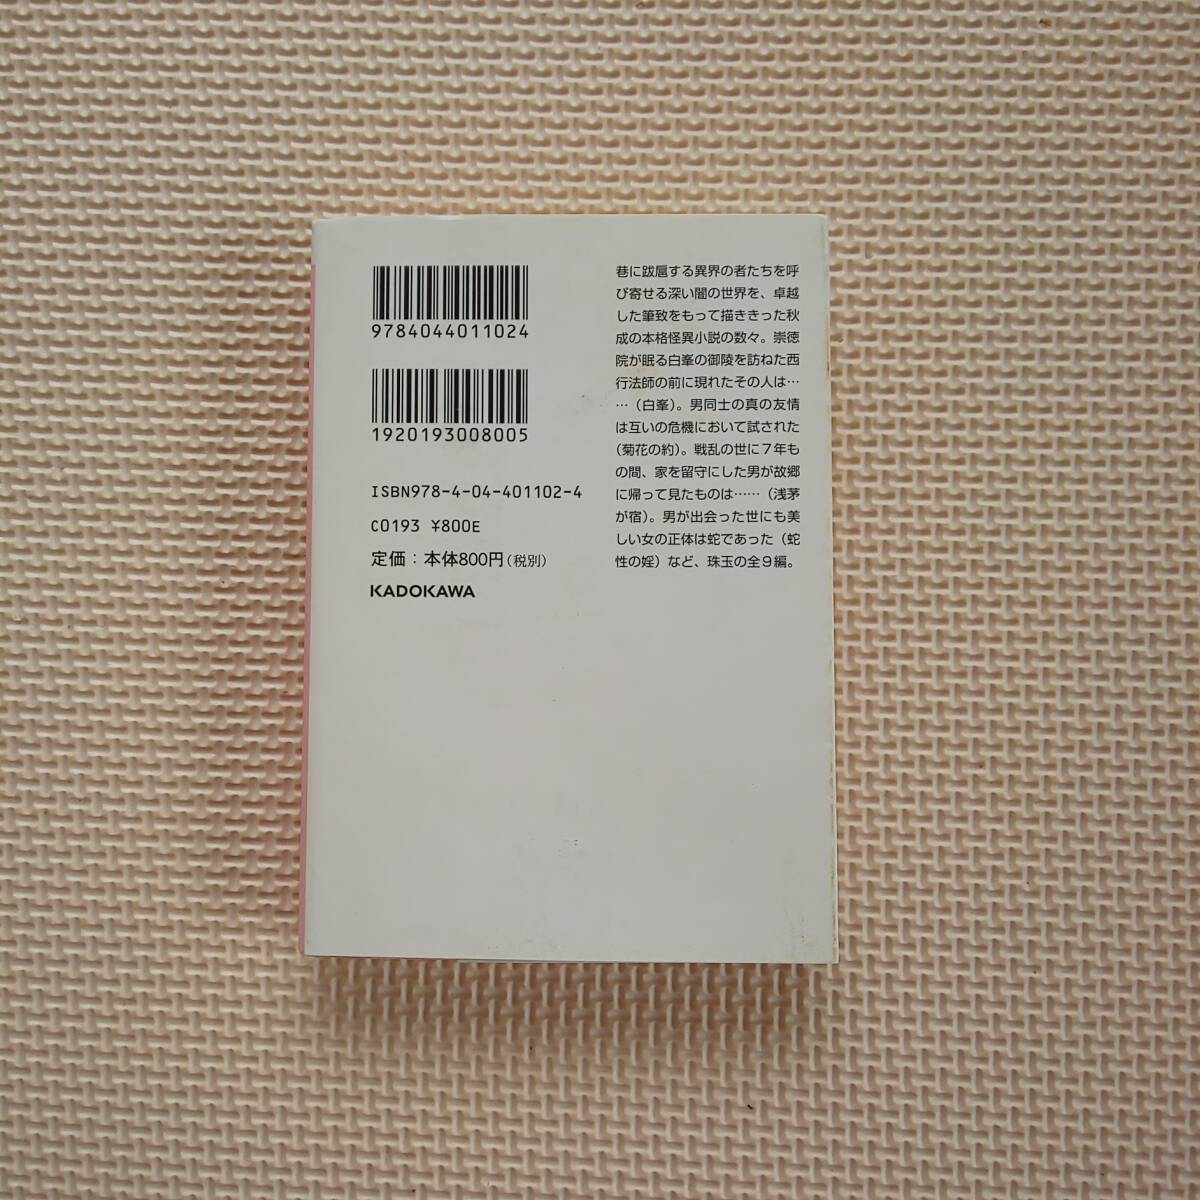 9784044011024
1920193008005
ISBN978-4-04-401102-4
C0193 ¥800E
定価：本体800円(税別)
KADOKAWA
巷に跋扈する異界の者たちを呼
び寄せる深い闇の世界を、卓越
した筆致をもって描ききった秋
成の本格怪異小説の数々。崇徳
院が眠る白峯の御陵を訪ねた西
行法師の前に現れたその人は…
…（白峯）。男同士の真の友情
は互いの危機において試された
（菊花の約）。戦乱の世に７年も
の間、家を留守にした男が故郷
に帰って見たものは……（浅茅
が宿）。男が出会った世にも美
しい女の正体は蛇であった（蛇
性の婬）など、珠玉の全９編。